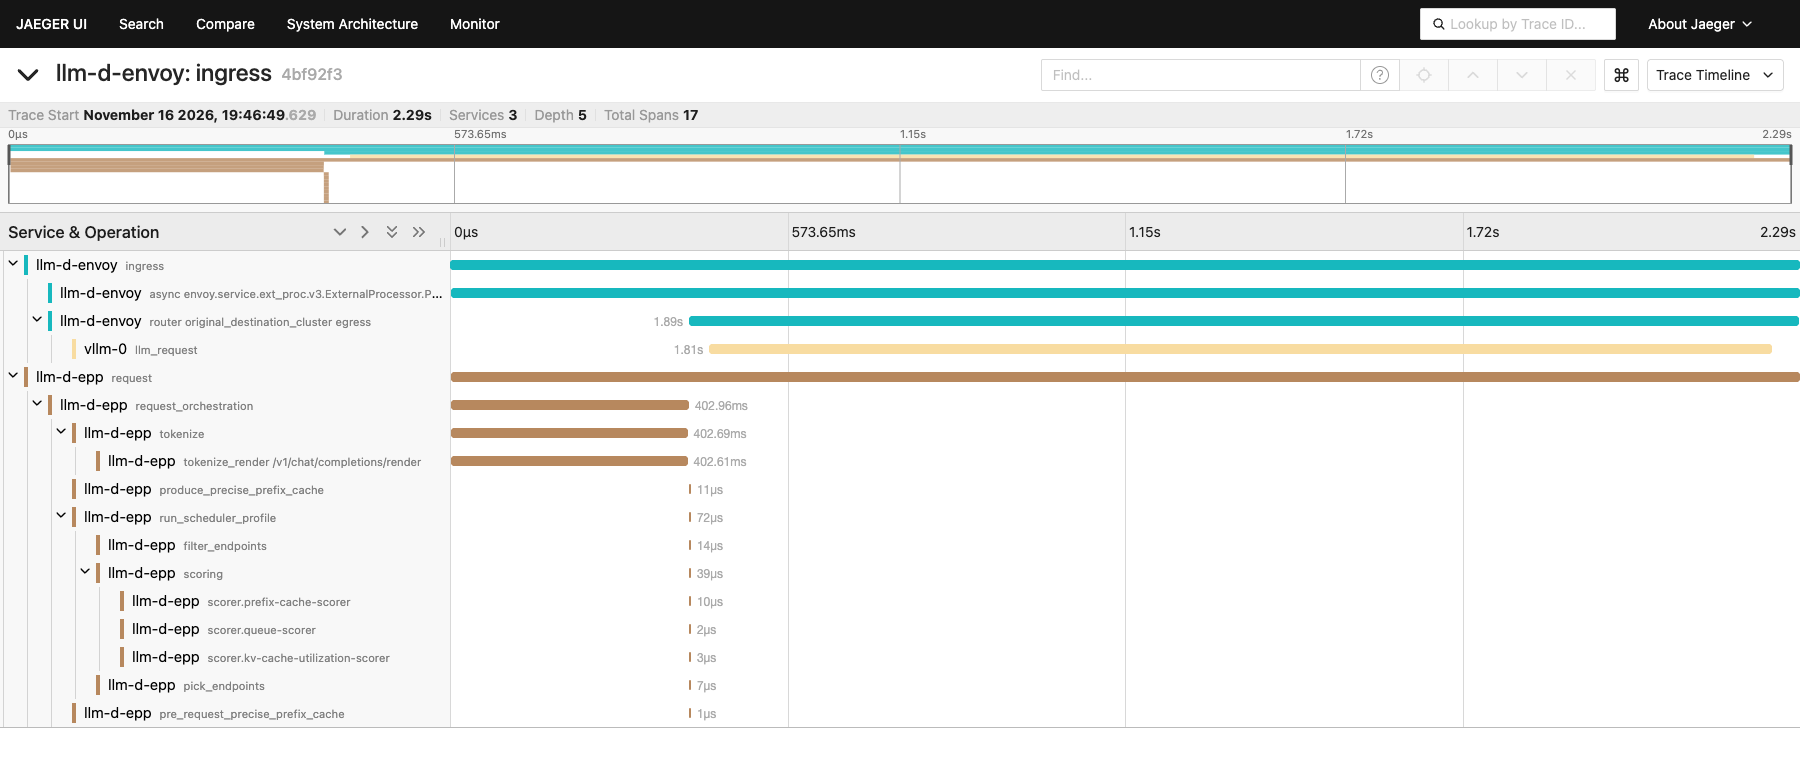 JAEGER UI Search Compare System Architecture Monitor Lookup by Trace ID... About Jaeger
llm-d-envoy: ingress 4bf92f3 Find... Trace Timeline
Trace Start November 16 2026, 19:46:49.629 Duration 2.29s Services 3 Depth 5 Total Spans 17
0μs 573.65ms 1.15s 1.72s 2.29s
Service & Operation 0μs 573.65ms 1.15s 1.72s 2.29s
llm-d-envoy ingress
llm-d-envoy async envoy.service.ext_proc.v3.ExternalProcessor.P...
llm-d-envoy router original_destination_cluster egress 1.89s
vllm-0 llm_request 1.81s
llm-d-epp request
llm-d-epp request_orchestration 402.96ms
llm-d-epp tokenize 402.69ms
llm-d-epp tokenize_render /v1/chat/completions/render 402.61ms
llm-d-epp produce_precise_prefix_cache 11μs
llm-d-epp run_scheduler_profile 72μs
llm-d-epp filter_endpoints 14μs
llm-d-epp scoring 39μs
llm-d-epp scorer.prefix-cache-scorer 10μs
llm-d-epp scorer.queue-scorer 2μs
llm-d-epp scorer.kv-cache-utilization-scorer 3μs
llm-d-epp pick_endpoints 7μs
llm-d-epp pre_request_precise_prefix_cache 1μs